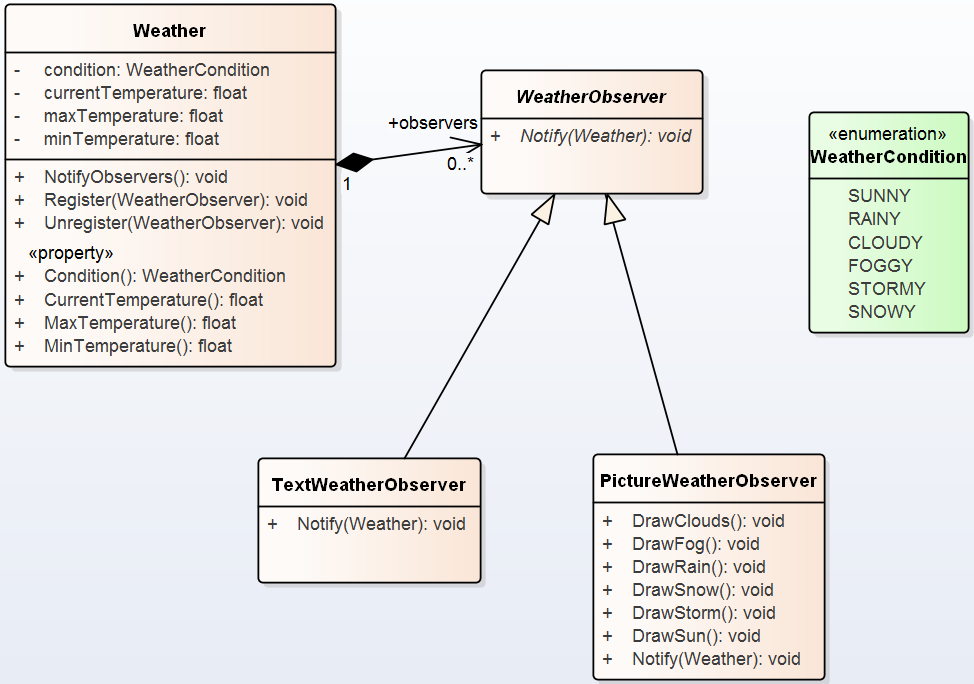 Weather
- condition: WeatherCondition
- currentTemperature: float
- maxTemperature: float
- minTemperature: float
+ NotifyObservers(): void
+ Register(WeatherObserver): void
+ Unregister(WeatherObserver): void
«property»
+ Condition(): WeatherCondition
+ CurrentTemperature(): float
+ MaxTemperature(): float
+ MinTemperature(): float
1
+observers
0..*
WeatherObserver
+ Notify(Weather): void
«enumeration»
WeatherCondition
SUNNY
RAINY
CLOUDY
FOGGY
STORMY
SNOWY
TextWeatherObserver
+ Notify(Weather): void
PictureWeatherObserver
+ DrawClouds(): void
+ DrawFog(): void
+ DrawRain(): void
+ DrawSnow(): void
+ DrawStorm(): void
+ DrawSun(): void
+ Notify(Weather): void